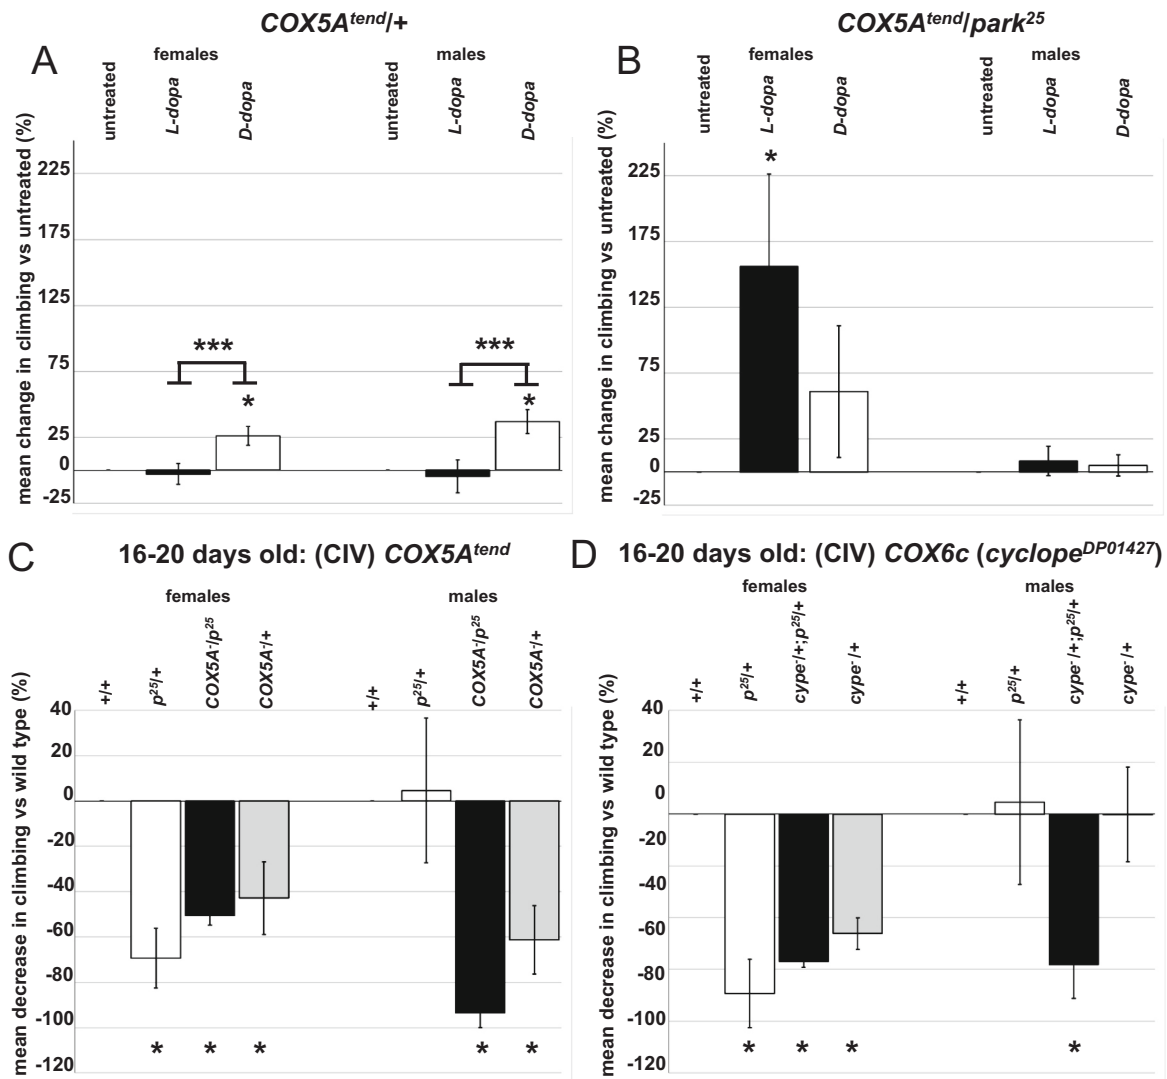 COX5A^tend/+
A
females
males
untreated
L-dopa
D-dopa
untreated
L-dopa
D-dopa
mean change in climbing vs untreated (%)
225
175
125
75
25
0
-25
***
*
***
*
COX5A^tend/park^25
B
females
males
untreated
L-dopa
D-dopa
untreated
L-dopa
D-dopa
mean change in climbing vs untreated (%)
225
175
125
75
25
0
-25
*
C
16-20 days old: (CIV) COX5A^tend
females
males
+/+
p^25/+
COX5A^-/p^25
COX5A^-/+
+/+
p^25/+
COX5A^-/p^25
COX5A^-/+
mean decrease in climbing vs wild type (%)
40
20
0
-20
-40
-60
-80
-100
-120
* * * * *
D
16-20 days old: (CIV) COX6c (cyclope^DP01427)
females
males
+/+
p^25/+
cype^-/+;p^25/+
cype^-/+
+/+
p^25/+
cype^-/+;p^25/+
cype^-/+
mean decrease in climbing vs wild type (%)
40
20
0
-20
-40
-60
-80
-100
-120
* * * *